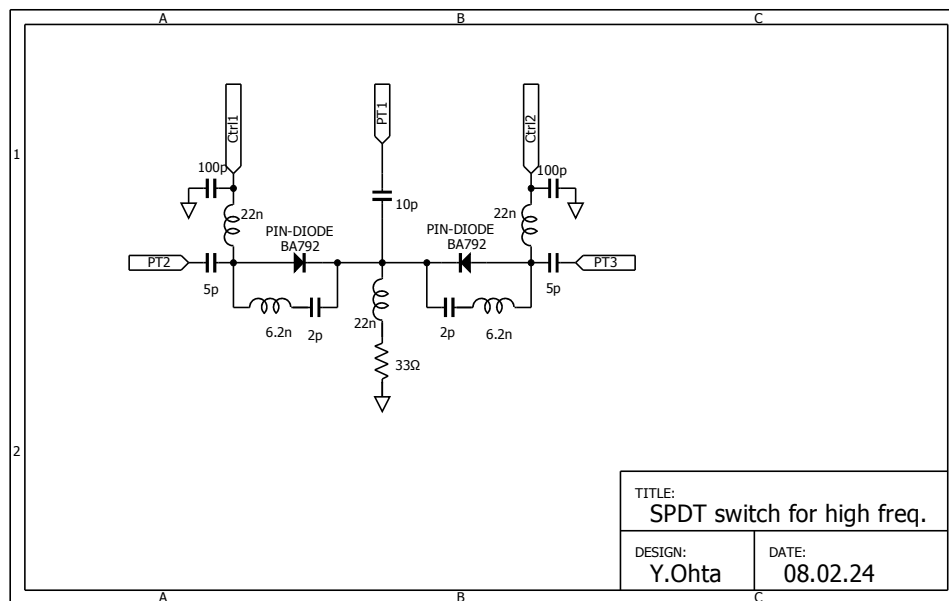 A
B
C
1
Ctrl1
PT1
Ctrl2
100p
100p
22n
10p
22n
PIN-DIODE
BA792
PIN-DIODE
BA792
PT2
PT3
5p
5p
6.2n
2p
22n
2p
6.2n
33Ω
2
TITLE:
SPDT switch for high freq.
DESIGN:
Y.Ohta
DATE:
08.02.24
A
B
C